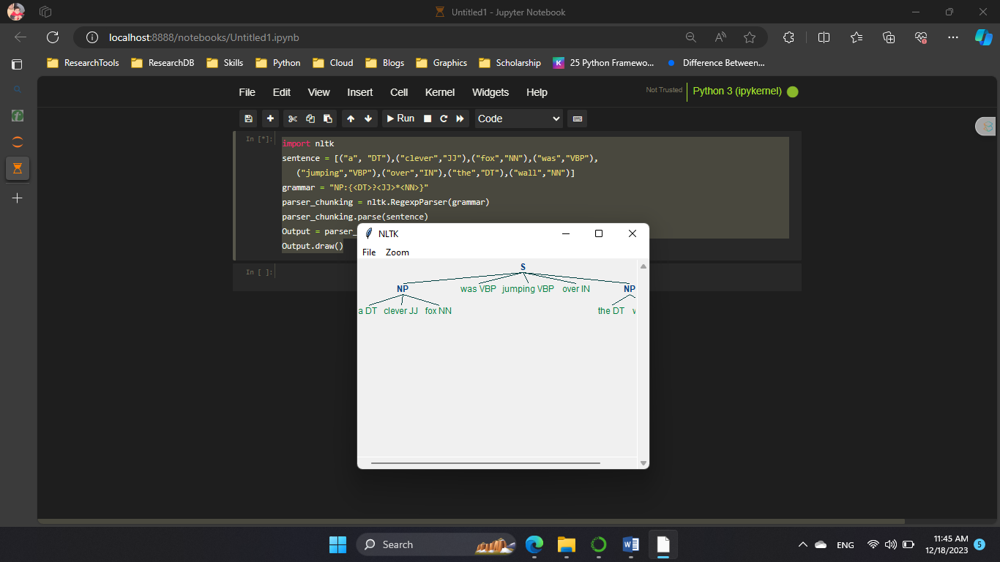 Untitled1 - Jupyter Notebook
localhost:8888/notebooks/Untitled1.ipynb
ResearchTools ResearchDB Skills Python Cloud Blogs Graphics Scholarship 25 Python Framewo... Difference Between...
File Edit View Insert Cell Kernel Widgets Help Not Trusted Python 3 (ipykernel)
Run Code
In [*]: import nltk
sentence = [("a", "DT"),("clever","JJ"),("fox","NN"),("was","VBP"),
("jumping","VBP"),("over","IN"),("the","DT"),("wall","NN")]
grammar = "NP:{<DT>?<JJ>*<NN>}"
parser_chunking = nltk.RegexpParser(grammar)
parser_chunking.parse(sentence)
Output = parser_
Output.draw()
In [ ]:
NLTK
File Zoom
S
NP was VBP jumping VBP over IN NP
a DT clever JJ fox NN the DT
Search
ENG 11:45 AM
12/18/2023 5